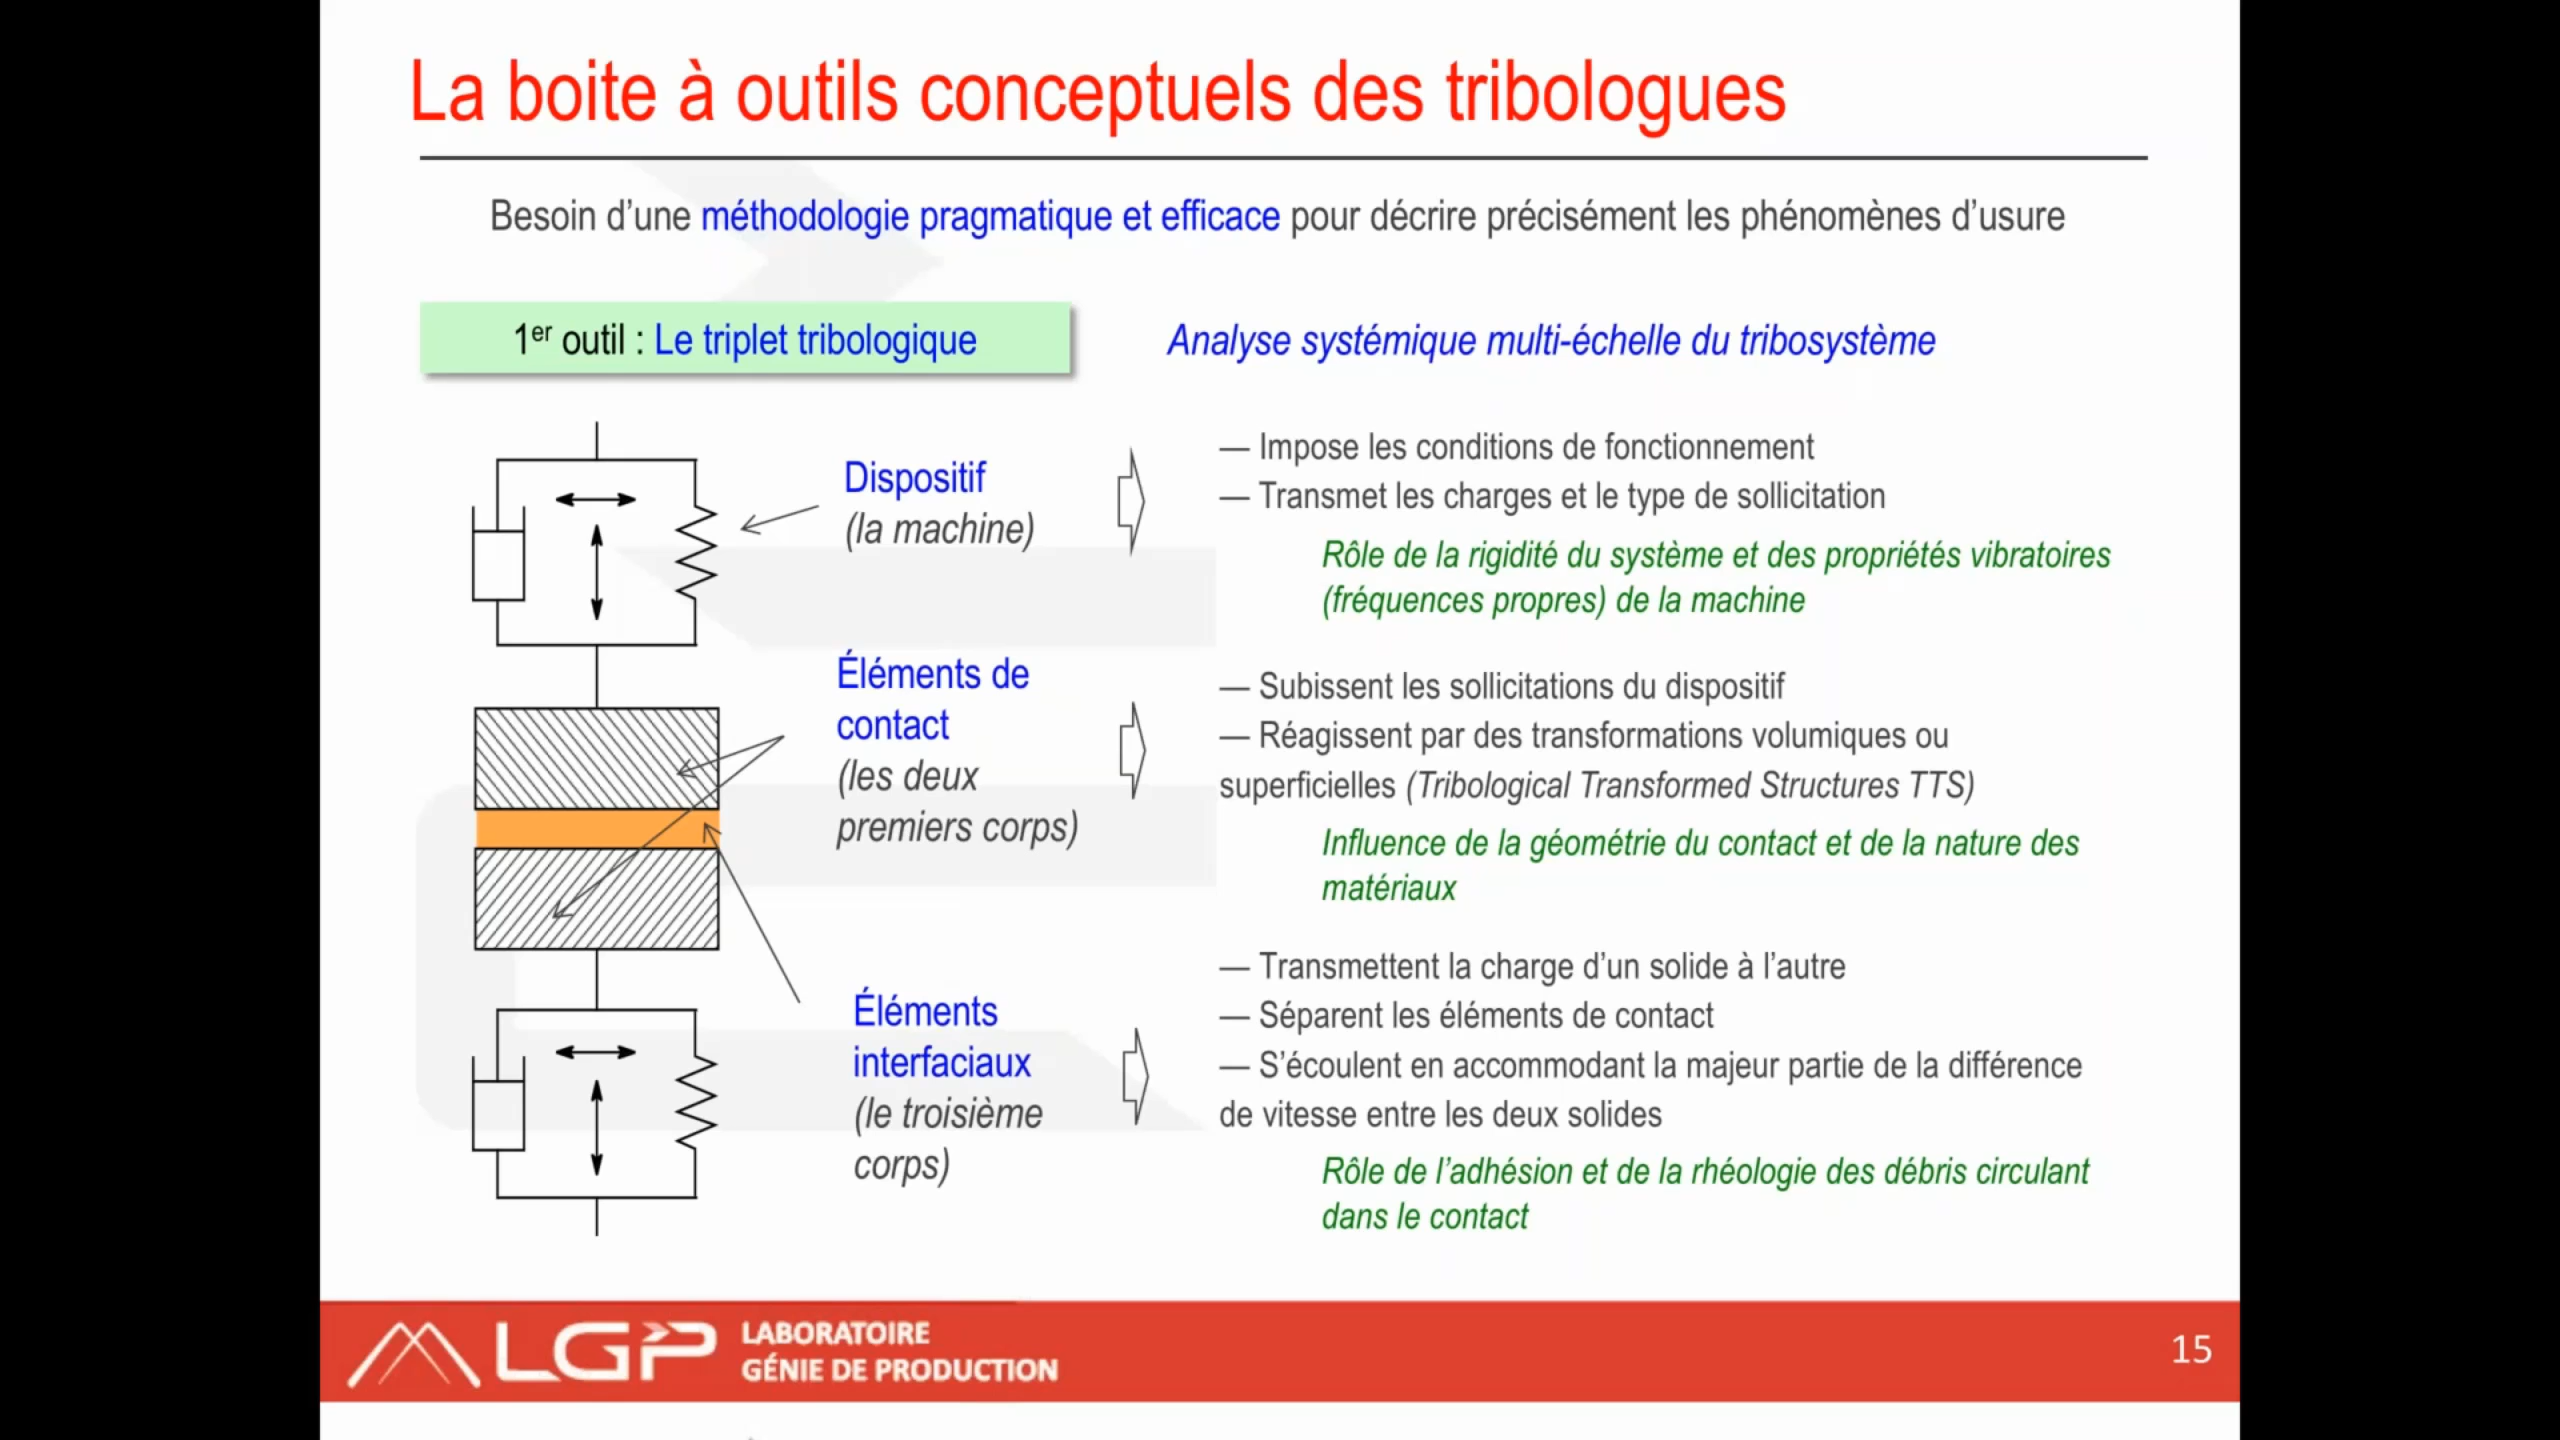 La boite à outils conceptuels des tribologues
Besoin d’une méthodologie pragmatique et efficace pour décrire précisément les phénomènes d’usure
1er outil : Le triplet tribologique
Analyse systémique multi-échelle du tribosystème
Dispositif
(la machine)
— Impose les conditions de fonctionnement
— Transmet les charges et le type de sollicitation
Rôle de la rigidité du système et des propriétés vibratoires
(fréquences propres) de la machine
Éléments de
contact
(les deux
premiers corps)
— Subissent les sollicitations du dispositif
— Réagissent par des transformations volumiques ou
superficielles (Tribological Transformed Structures TTS)
Influence de la géométrie du contact et de la nature des
matériaux
Éléments
interfaciaux
(le troisième
corps)
— Transmettent la charge d’un solide à l’autre
— Séparent les éléments de contact
— S’écoulent en accommodant la majeur partie de la différence
de vitesse entre les deux solides
Rôle de l’adhésion et de la rhéologie des débris circulant
dans le contact
LGP
LABORATOIRE
GÉNIE DE PRODUCTION
15